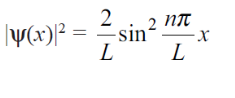 |ψ(x)|² = 2/L sin² nπ/L x